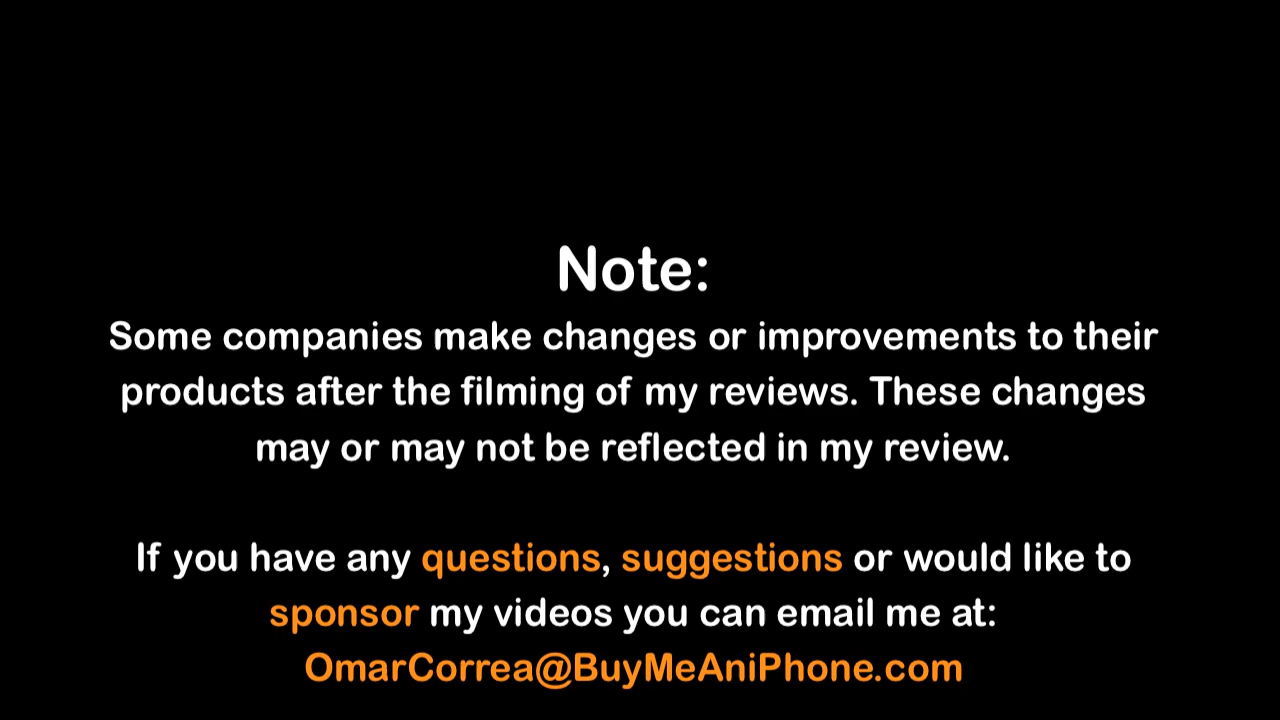 Note:
Some companies make changes or improvements to their
products after the filming of my reviews. These changes
may or may not be reflected in my review.
If you have any questions, suggestions or would like to
sponsor my videos you can email me at:
OmarCorrea@BuyMeAniPhone.com